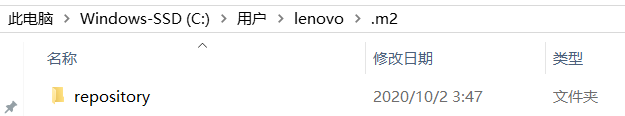 此电脑 > Windows-SSD (C:) > 用户 > lenovo > .m2
名称 修改日期 类型
repository 2020/10/2 3:47 文件夹